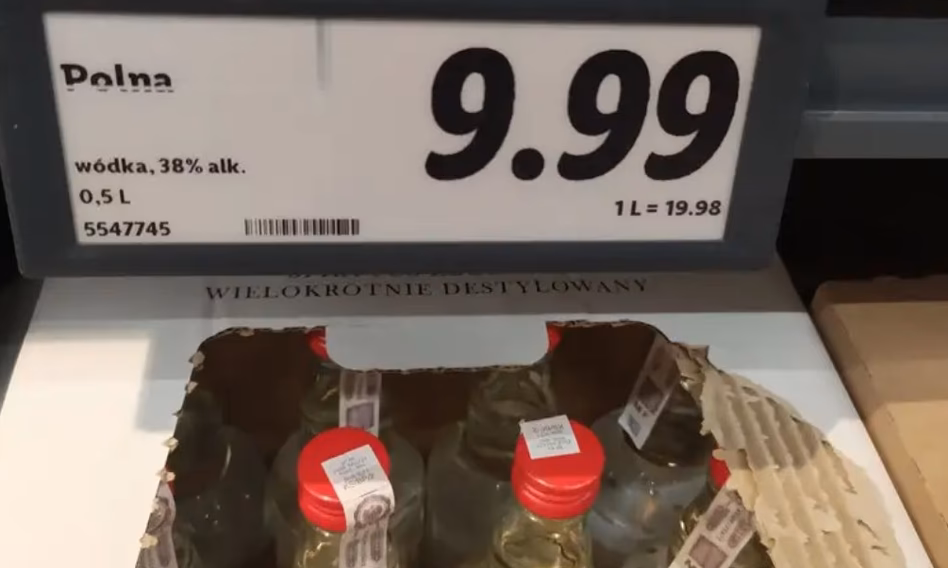 Polna
9.99
wódka, 38% alk.
0,5 L
1 L = 19.98
5547745
WIELOKROTNIE DESTYLOWANY